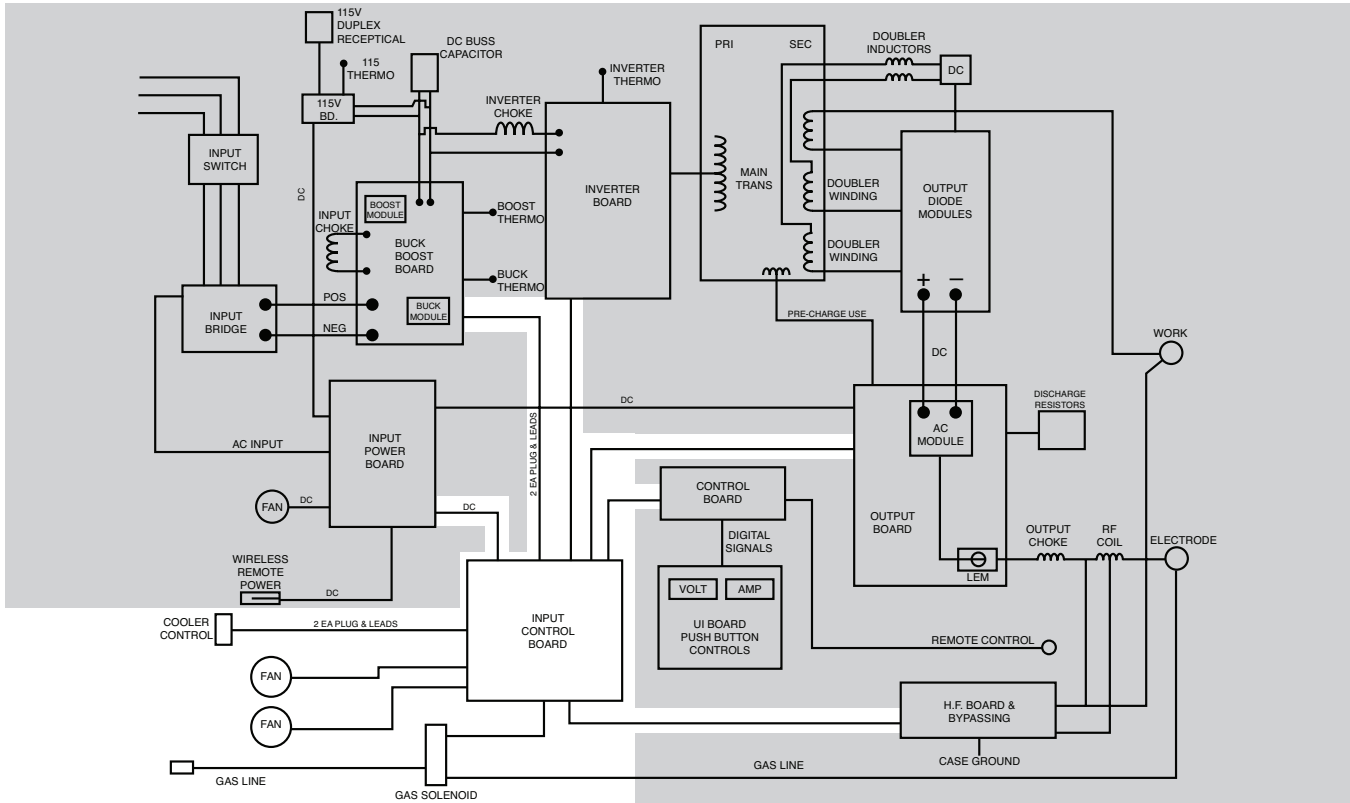 115V
DUPLEX
RECEPTICAL
DC BUSS
CAPACITOR
115
THERMO
115V
BD.
INVERTER
CHOKE
INVERTER
THERMO
PRI
SEC
DOUBLER
INDUCTORS
DC
INPUT
SWITCH
DC
INPUT
CHOKE
BOOST
MODULE
BUCK
BOOST
BOARD
BUCK
MODULE
BOOST
THERMO
BUCK
THERMO
INVERTER
BOARD
MAIN
TRANS
DOUBLER
WINDING
DOUBLER
WINDING
OUTPUT
DIODE
MODULES
+ −
INPUT
BRIDGE
POS
NEG
PRE-CHARGE USE
DC
WORK
DISCHARGE
RESISTORS
AC
MODULE
OUTPUT
BOARD
LEM
OUTPUT
CHOKE
RF
COIL
ELECTRODE
AC INPUT
INPUT
POWER
BOARD
DC
2 EA PLUG & LEADS
FAN
DC
DC
WIRELESS
REMOTE
POWER
DC
CONTROL
BOARD
DIGITAL
SIGNALS
VOLT
AMP
UI BOARD
PUSH BUTTON
CONTROLS
REMOTE CONTROL
COOLER
CONTROL
2 EA PLUG & LEADS
INPUT
CONTROL
BOARD
FAN
FAN
H.F. BOARD &
BYPASSING
CASE GROUND
GAS LINE
GAS SOLENOID
GAS LINE